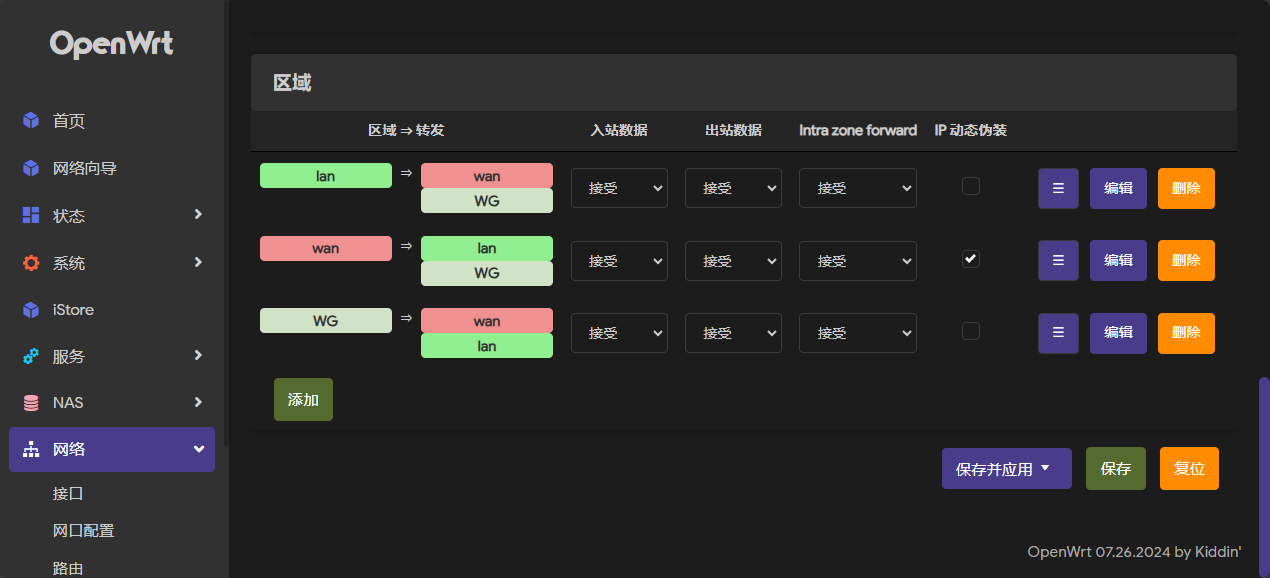 OpenWrt
首页
网络向导
状态
系统
iStore
服务
NAS
网络
接口
网口配置
路由
区域
区域 ⇒ 转发 入站数据 出站数据 Intra zone forward IP 动态伪装
lan ⇒ wan 接受 接受 接受 ☰ 编辑 删除
WG
wan ⇒ lan 接受 接受 接受 ☰ 编辑 删除
WG
WG ⇒ wan 接受 接受 接受 ☰ 编辑 删除
lan
添加
保存并应用 保存 复位
OpenWrt 07.26.2024 by Kiddin'